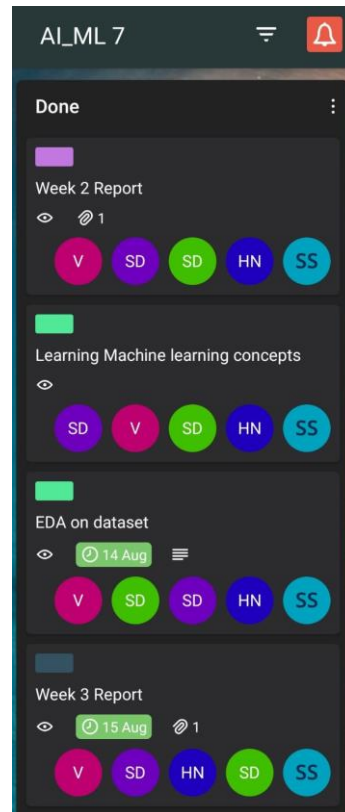 AI_ML 7
Done
Week 2 Report
1
V SD SD HN SS
Learning Machine learning concepts
SD V SD HN SS
EDA on dataset
14 Aug
V SD SD HN SS
Week 3 Report
15 Aug 1
V SD HN SD SS